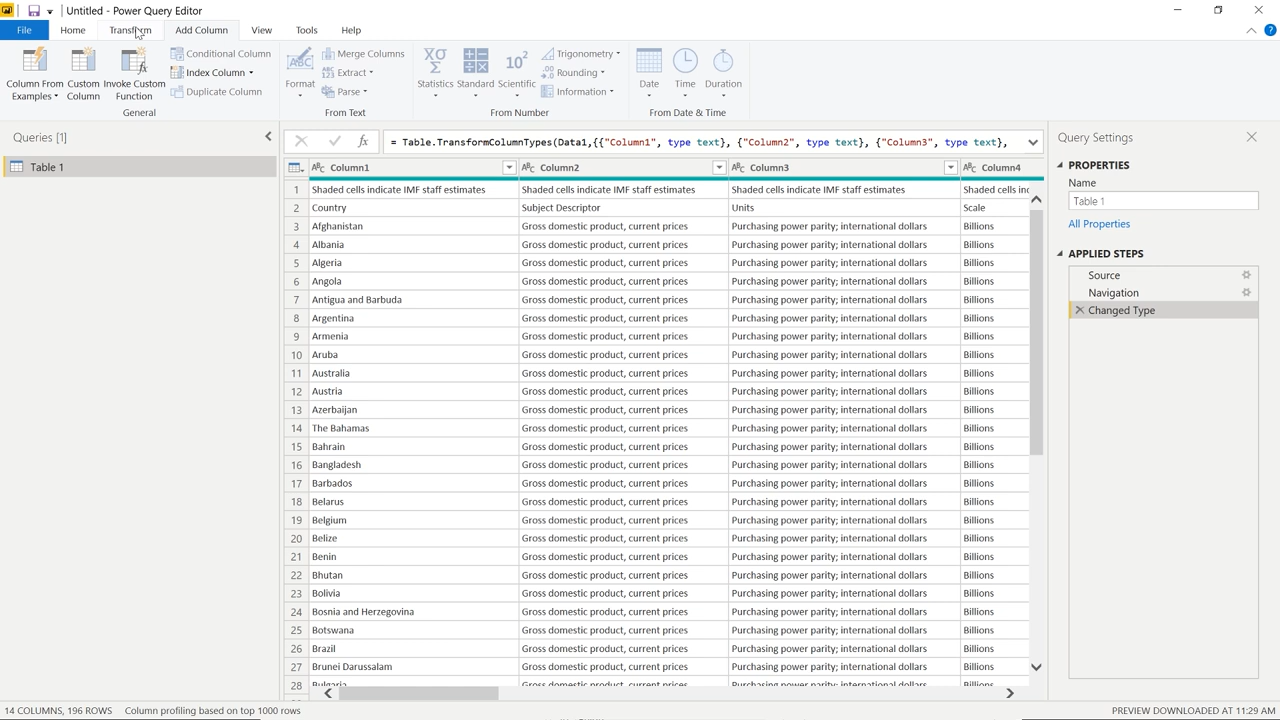 Untitled - Power Query Editor
File Home Transform Add Column View Tools Help
Column From Examples
Custom Column
Invoke Custom Function
Conditional Column
Index Column
Duplicate Column
General
Format
Merge Columns
Extract
Parse
From Text
Statistics
Standard
Scientific
Trigonometry
Rounding
Information
From Number
Date
Time
Duration
From Date & Time
Queries [1]
Table 1
= Table.TransformColumnTypes(Data1,{{"Column1", type text}, {"Column2", type text}, {"Column3", type text},
Column1 Column2 Column3 Column4
1 Shaded cells indicate IMF staff estimates Shaded cells indicate IMF staff estimates Shaded cells indicate IMF staff estimates Shaded cells inc
2 Country Subject Descriptor Units Scale
3 Afghanistan Gross domestic product, current prices Purchasing power parity; international dollars Billions
4 Albania Gross domestic product, current prices Purchasing power parity; international dollars Billions
5 Algeria Gross domestic product, current prices Purchasing power parity; international dollars Billions
6 Angola Gross domestic product, current prices Purchasing power parity; international dollars Billions
7 Antigua and Barbuda Gross domestic product, current prices Purchasing power parity; international dollars Billions
8 Argentina Gross domestic product, current prices Purchasing power parity; international dollars Billions
9 Armenia Gross domestic product, current prices Purchasing power parity; international dollars Billions
10 Aruba Gross domestic product, current prices Purchasing power parity; international dollars Billions
11 Australia Gross domestic product, current prices Purchasing power parity; international dollars Billions
12 Austria Gross domestic product, current prices Purchasing power parity; international dollars Billions
13 Azerbaijan Gross domestic product, current prices Purchasing power parity; international dollars Billions
14 The Bahamas Gross domestic product, current prices Purchasing power parity; international dollars Billions
15 Bahrain Gross domestic product, current prices Purchasing power parity; international dollars Billions
16 Bangladesh Gross domestic product, current prices Purchasing power parity; international dollars Billions
17 Barbados Gross domestic product, current prices Purchasing power parity; international dollars Billions
18 Belarus Gross domestic product, current prices Purchasing power parity; international dollars Billions
19 Belgium Gross domestic product, current prices Purchasing power parity; international dollars Billions
20 Belize Gross domestic product, current prices Purchasing power parity; international dollars Billions
21 Benin Gross domestic product, current prices Purchasing power parity; international dollars Billions
22 Bhutan Gross domestic product, current prices Purchasing power parity; international dollars Billions
23 Bolivia Gross domestic product, current prices Purchasing power parity; international dollars Billions
24 Bosnia and Herzegovina Gross domestic product, current prices Purchasing power parity; international dollars Billions
25 Botswana Gross domestic product, current prices Purchasing power parity; international dollars Billions
26 Brazil Gross domestic product, current prices Purchasing power parity; international dollars Billions
27 Brunei Darussalam Gross domestic product, current prices Purchasing power parity; international dollars Billions
28 Bulgaria Gross domestic product, current prices Purchasing power parity; international dollars Billions
Query Settings
PROPERTIES
Name
Table 1
All Properties
APPLIED STEPS
Source
Navigation
Changed Type
14 COLUMNS, 196 ROWS Column profiling based on top 1000 rows PREVIEW DOWNLOADED AT 11:29 AM